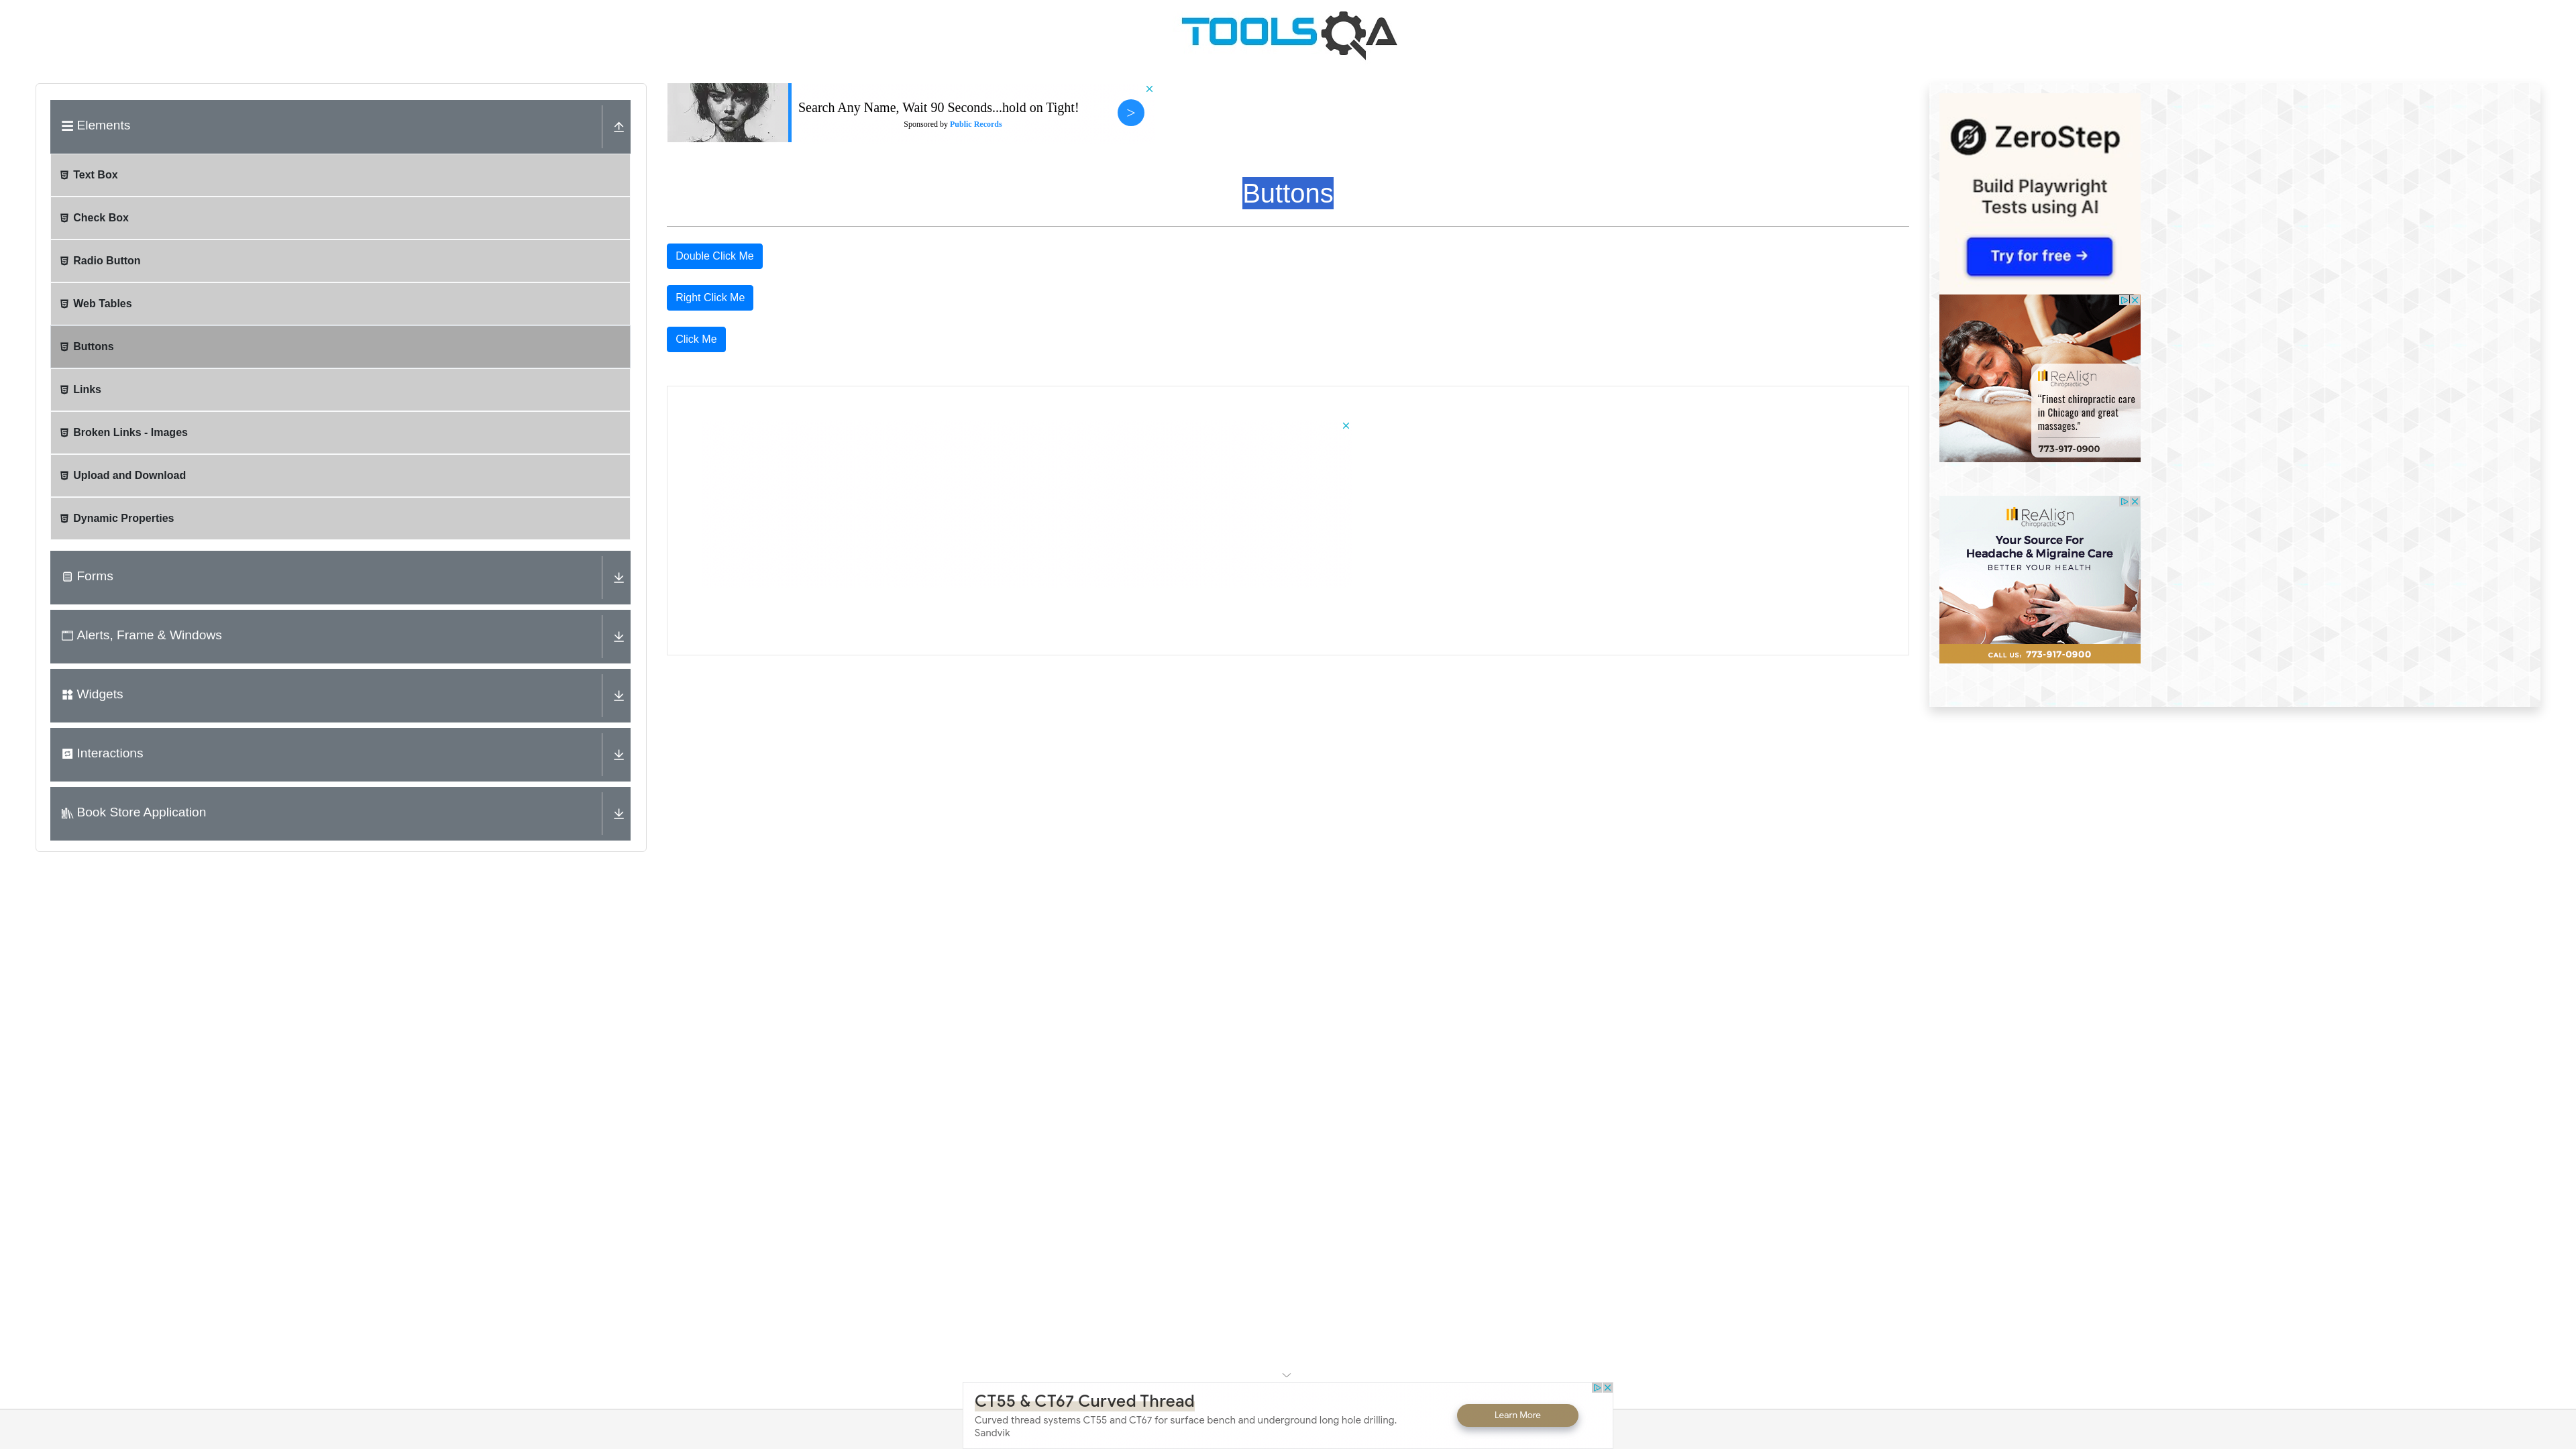 TOOLSQA
Elements
Text Box
Check Box
Radio Button
Web Tables
Buttons
Links
Broken Links - Images
Upload and Download
Dynamic Properties
Forms
Alerts, Frame & Windows
Widgets
Interactions
Book Store Application
Search Any Name, Wait 90 Seconds...hold on Tight!
Sponsored by Public Records
>
Buttons
Double Click Me
Right Click Me
Click Me
ZeroStep
Build Playwright
Tests using AI
Try for free →
ReAlign
Chiropractic
"Finest chiropractic care
in Chicago and great
massages."
773-917-0900
ReAlign
Chiropractic
Your Source For
Headache & Migraine Care
BETTER YOUR HEALTH
CALL US: 773-917-0900
CT55 & CT67 Curved Thread
Curved thread systems CT55 and CT67 for surface bench and underground long hole drilling.
Sandvik
Learn More